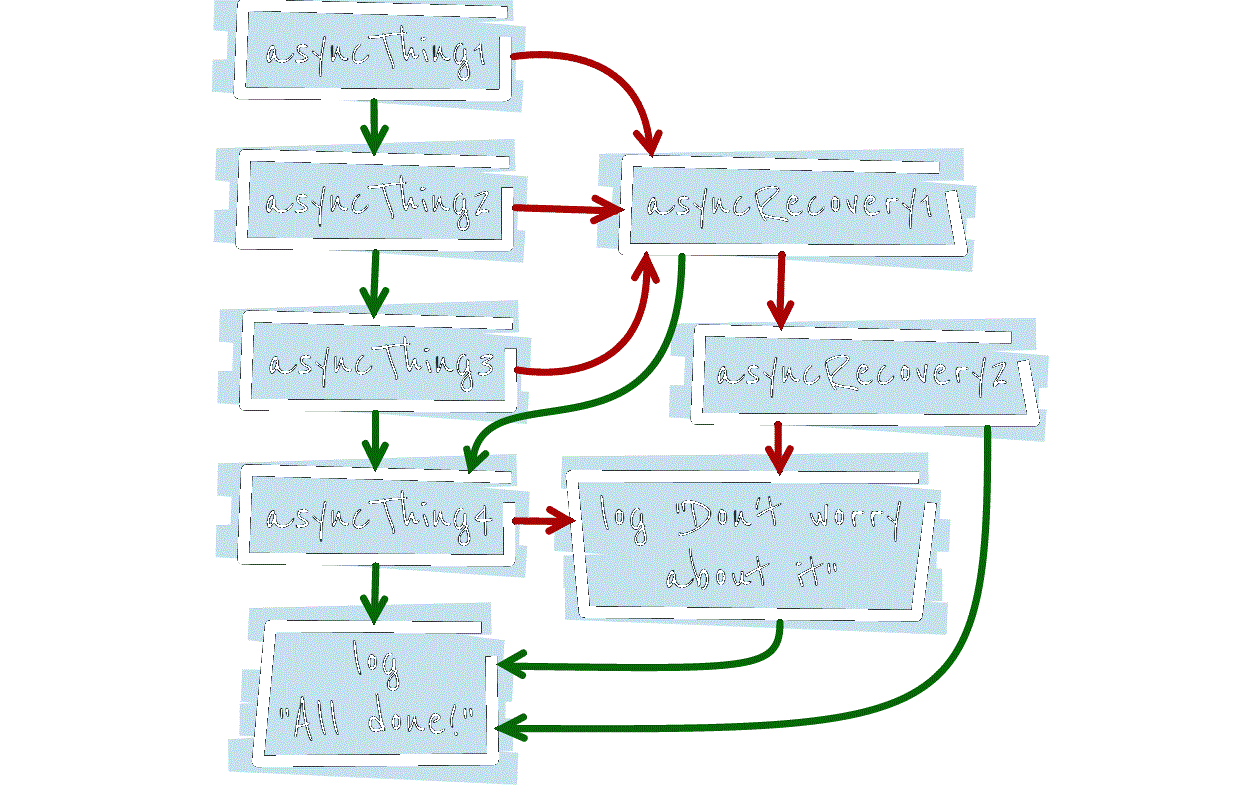 asyncThing1
asyncThing2
asyncRecovery1
asyncThing3
asyncRecovery2
asyncThing4
log "Don't worry
about it"
log
"All done!"